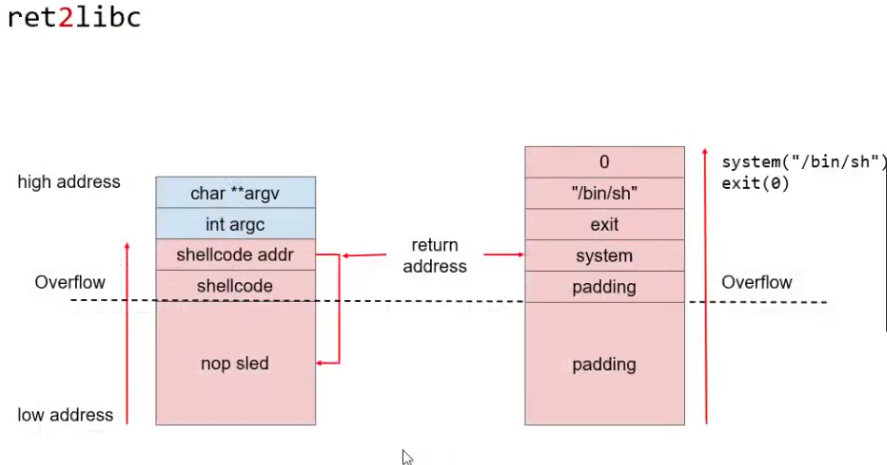 ret2libc
high address
char **argv
int argc
shellcode addr
Overflow
shellcode
nop sled
low address
return
address
0
"/bin/sh"
exit
system
padding
padding
system("/bin/sh")
exit(0)
Overflow